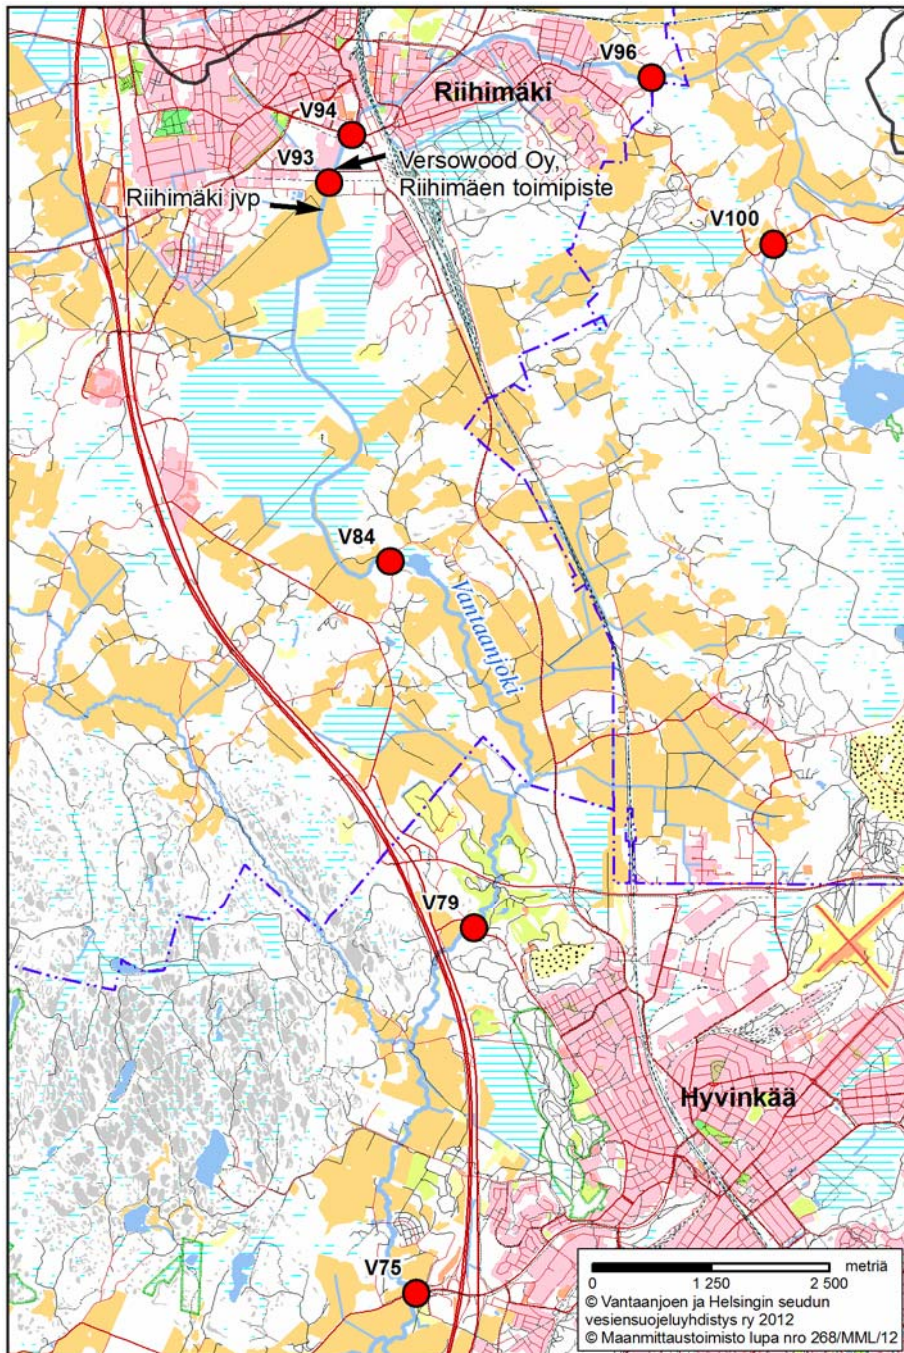 V96
Riihimäki
V94
V93
Versowood Oy,
Riihimäen toimipiste
Riihimäki jvp
V100
V84
Vantaanjoki
V79
Hyvinkää
V75
metriä
0 1 250 2 500
© Vantaanjoen ja Helsingin seudun
vesiensuojeluyhdistys ry 2012
© Maanmittaustoimisto lupa nro 268/MML/12